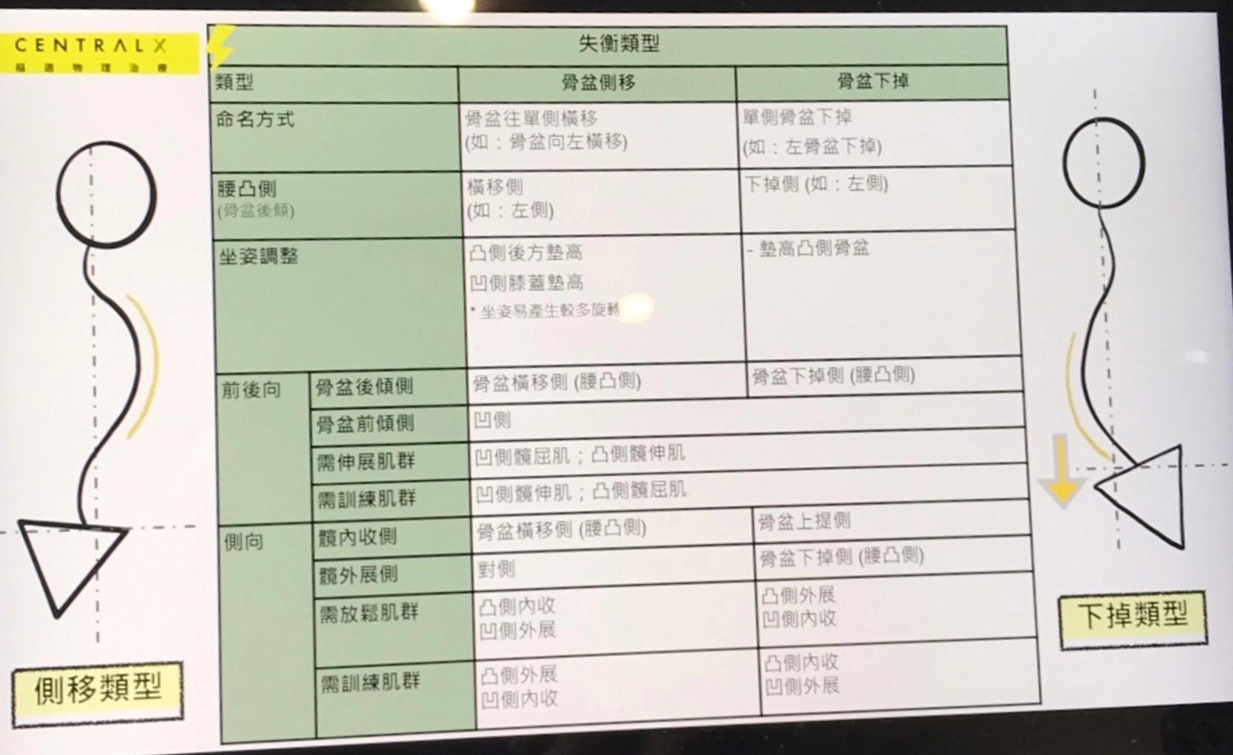 CENTRALX
樞適物理治療
失衡類型
類型
骨盆側移
骨盆下掉
命名方式
骨盆往單側橫移
(如：骨盆向左橫移)
單側骨盆下掉
(如：左骨盆下掉)
腰凸側
(骨盆後傾)
橫移側
(如：左側)
下掉側 (如：左側)
坐姿調整
凸側後方墊高
凹側膝蓋墊高
* 坐姿易產生較多旋轉
- 墊高凸側骨盆
前後向
骨盆後傾側
骨盆橫移側 (腰凸側)
骨盆下掉側 (腰凸側)
骨盆前傾側
凹側
需伸展肌群
凹側髖屈肌；凸側髖伸肌
需訓練肌群
凹側髖伸肌；凸側髖屈肌
側向
髖內收側
骨盆橫移側 (腰凸側)
骨盆上提側
髖外展側
對側
骨盆下掉側 (腰凸側)
需放鬆肌群
凸側內收
凹側外展
凸側外展
凹側內收
需訓練肌群
凸側外展
凹側內收
凸側內收
凹側外展
側移類型
下掉類型